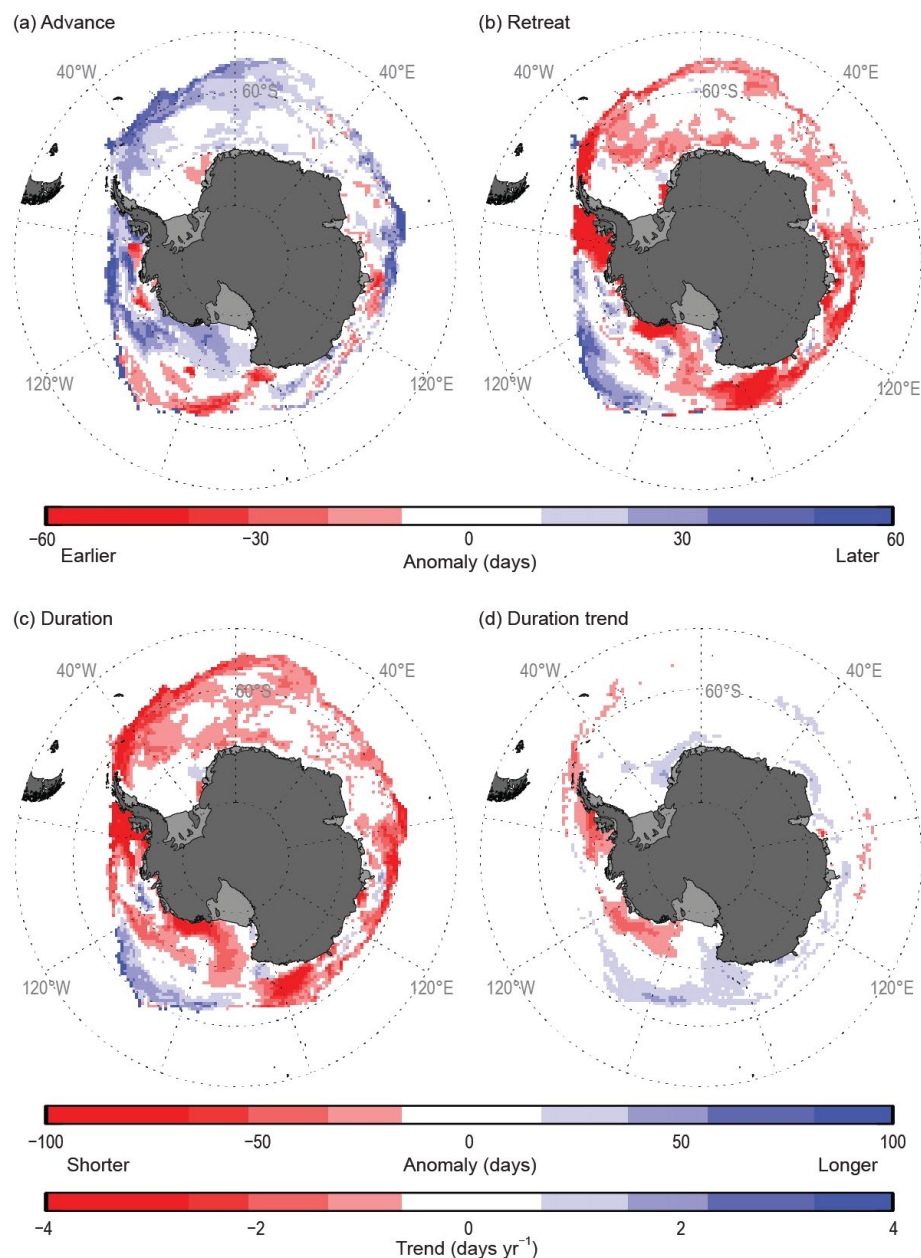 (a) Advance
(b) Retreat
40°W
40°E
60°S
40°W
40°E
60°S
120°W
120°E
120°W
120°E
−60
−30
0
30
60
Earlier
Anomaly (days)
Later
(c) Duration
(d) Duration trend
40°W
40°E
60°S
40°W
40°E
60°S
120°W
120°E
120°W
120°E
−100
−50
0
50
100
Shorter
Anomaly (days)
Longer
−4
−2
0
2
4
Trend (days yr⁻¹)